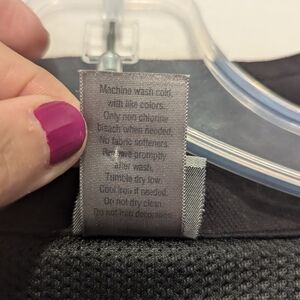 Machine wash cold,
with like colors.
Only non chlorine
bleach when needed.
No fabric softeners.
Remove promptly
after wash.
Tumble dry low.
Cool iron if needed.
Do not dry clean.
Do not iron decoration.